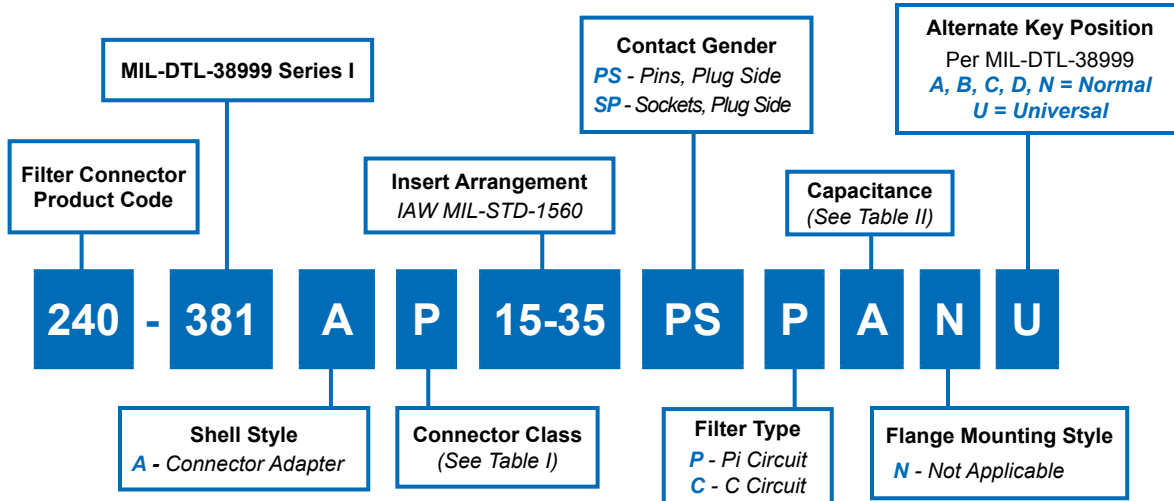 MIL-DTL-38999 Series I
Contact Gender
PS - Pins, Plug Side
SP - Sockets, Plug Side
Alternate Key Position
Per MIL-DTL-38999
A, B, C, D, N = Normal
U = Universal
Filter Connector
Product Code
Insert Arrangement
IAW MIL-STD-1560
Capacitance
(See Table II)
240 - 381 A P 15-35 PS P A N U
Shell Style
A - Connector Adapter
Connector Class
(See Table I)
Filter Type
P - Pi Circuit
C - C Circuit
Flange Mounting Style
N - Not Applicable